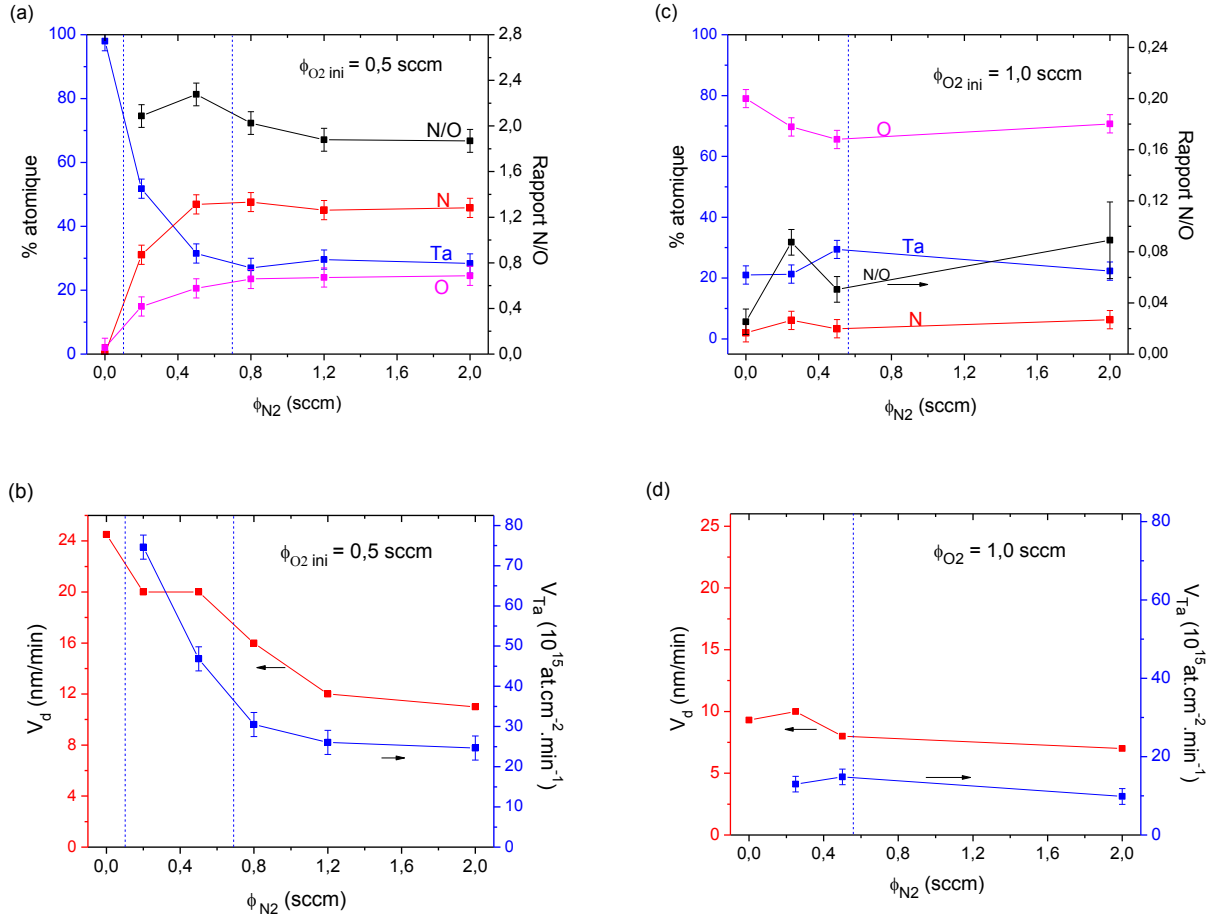 (a)
ϕO2 ini = 0,5 sccm
N/O
N
Ta
O
% atomique
Rapport N/O
100
80
60
40
20
0
2,8
2,4
2,0
1,6
1,2
0,8
0,4
0,0
0,0 0,4 0,8 1,2 1,6 2,0
ϕN2 (sccm)
(c)
ϕO2 ini = 1,0 sccm
O
Ta
N/O
N
% atomique
Rapport N/O
100
80
60
40
20
0
0,24
0,20
0,16
0,12
0,08
0,04
0,00
0,0 0,4 0,8 1,2 1,6 2,0
ϕN2 (sccm)
(b)
ϕO2 ini = 0,5 sccm
Vd (nm/min)
VTa (10^15 at.cm^-2.min^-1)
24
20
16
12
8
4
0
80
70
60
50
40
30
20
10
0
0,0 0,4 0,8 1,2 1,6 2,0
ϕN2 (sccm)
(d)
ϕO2 = 1,0 sccm
Vd (nm/min)
VTa (10^15 at.cm^-2.min^-1)
25
20
15
10
5
0
80
60
40
20
0
0,0 0,4 0,8 1,2 1,6 2,0
ϕN2 (sccm)